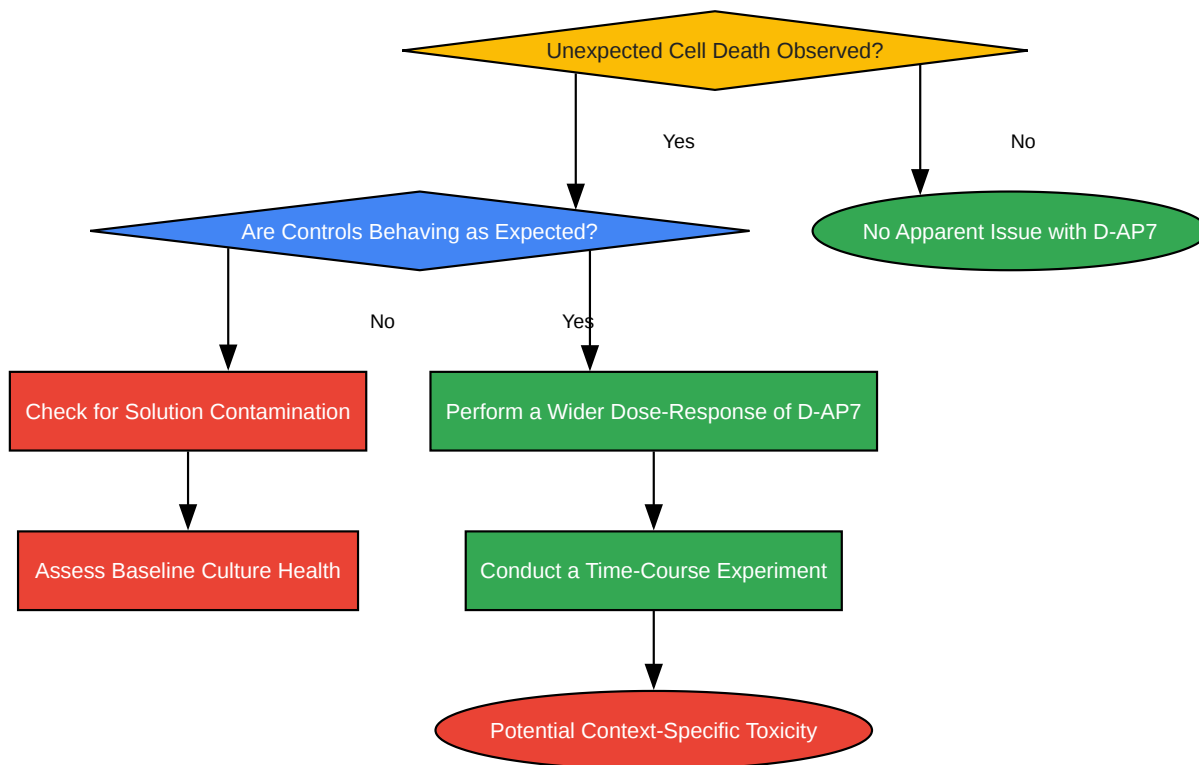 Unexpected Cell Death Observed?
Yes
No
Are Controls Behaving as Expected?
No Apparent Issue with D-AP7
No
Yes
Check for Solution Contamination
Perform a Wider Dose-Response of D-AP7
Assess Baseline Culture Health
Conduct a Time-Course Experiment
Potential Context-Specific Toxicity